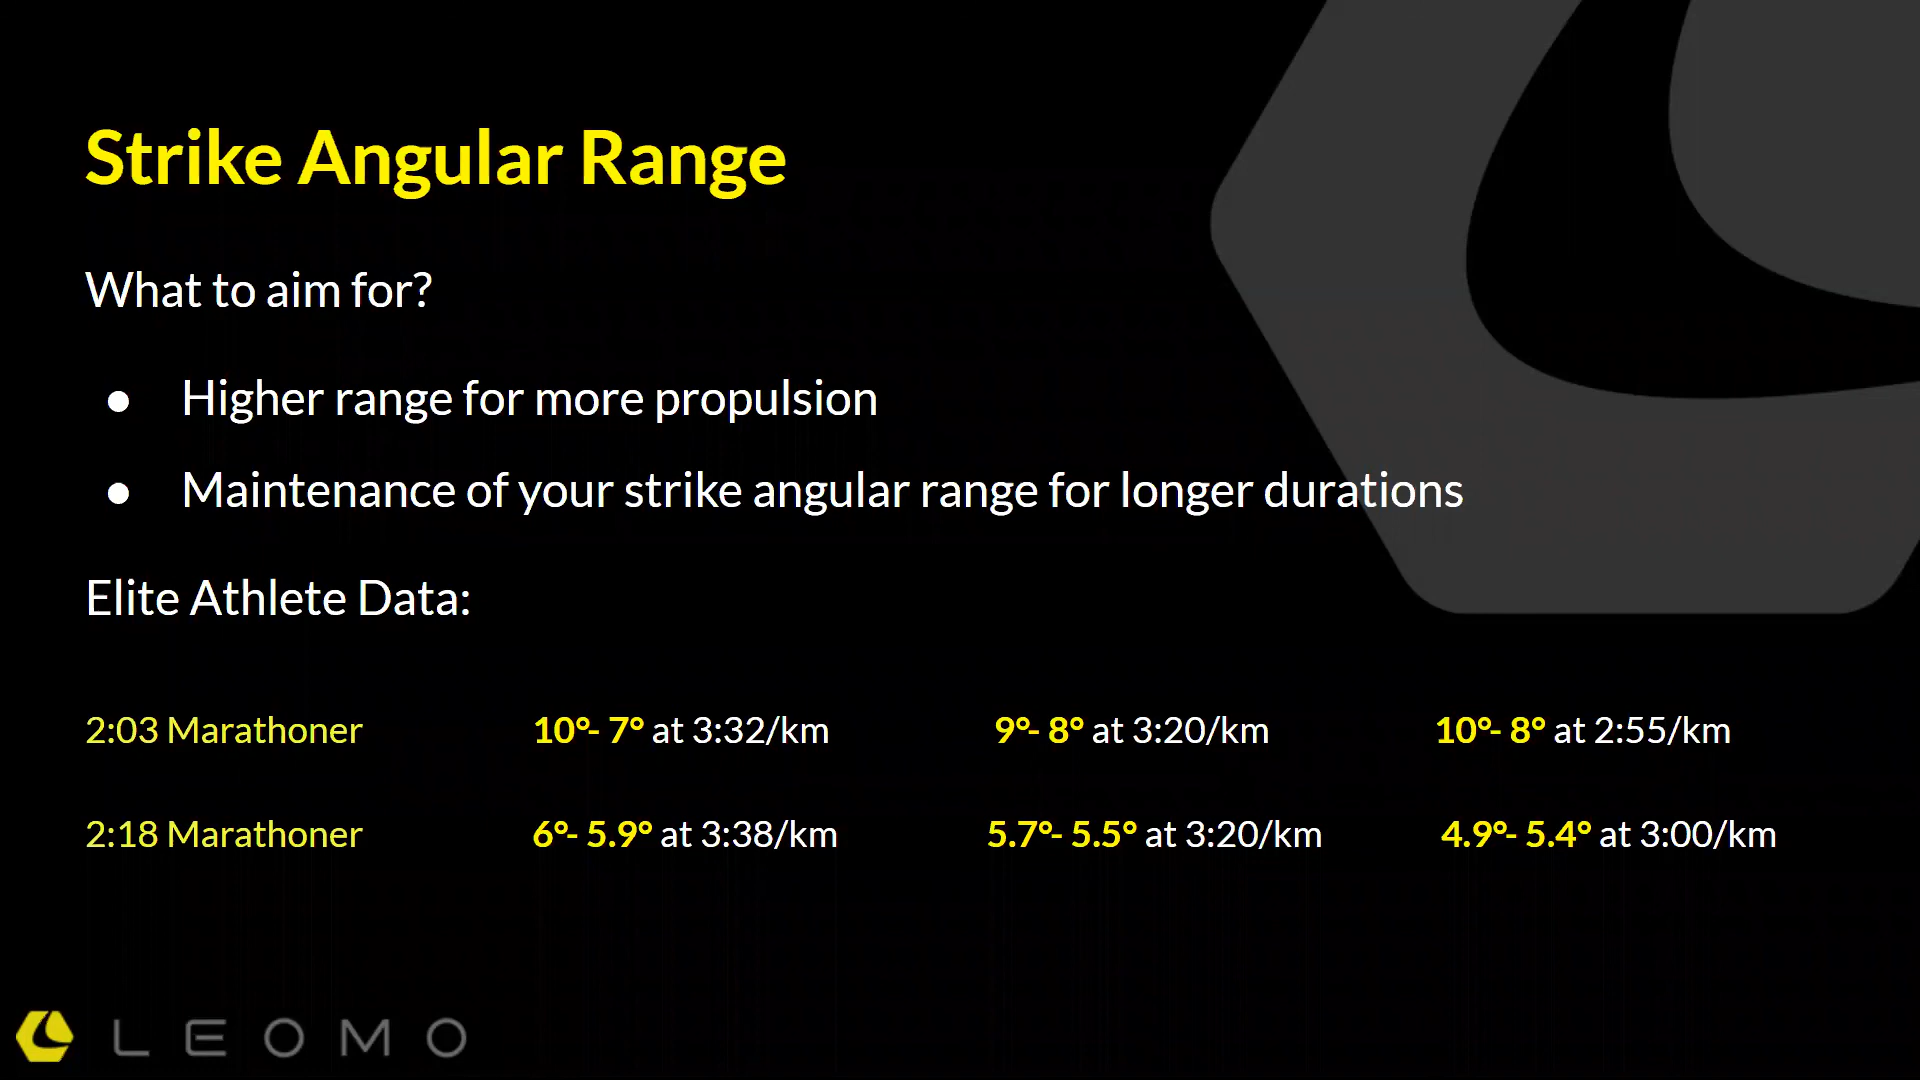 Strike Angular Range
What to aim for?
● Higher range for more propulsion
● Maintenance of your strike angular range for longer durations
Elite Athlete Data:
2:03 Marathoner 10°- 7° at 3:32/km 9°- 8° at 3:20/km 10°- 8° at 2:55/km
2:18 Marathoner 6°- 5.9° at 3:38/km 5.7°- 5.5° at 3:20/km 4.9°- 5.4° at 3:00/km
LEOMO